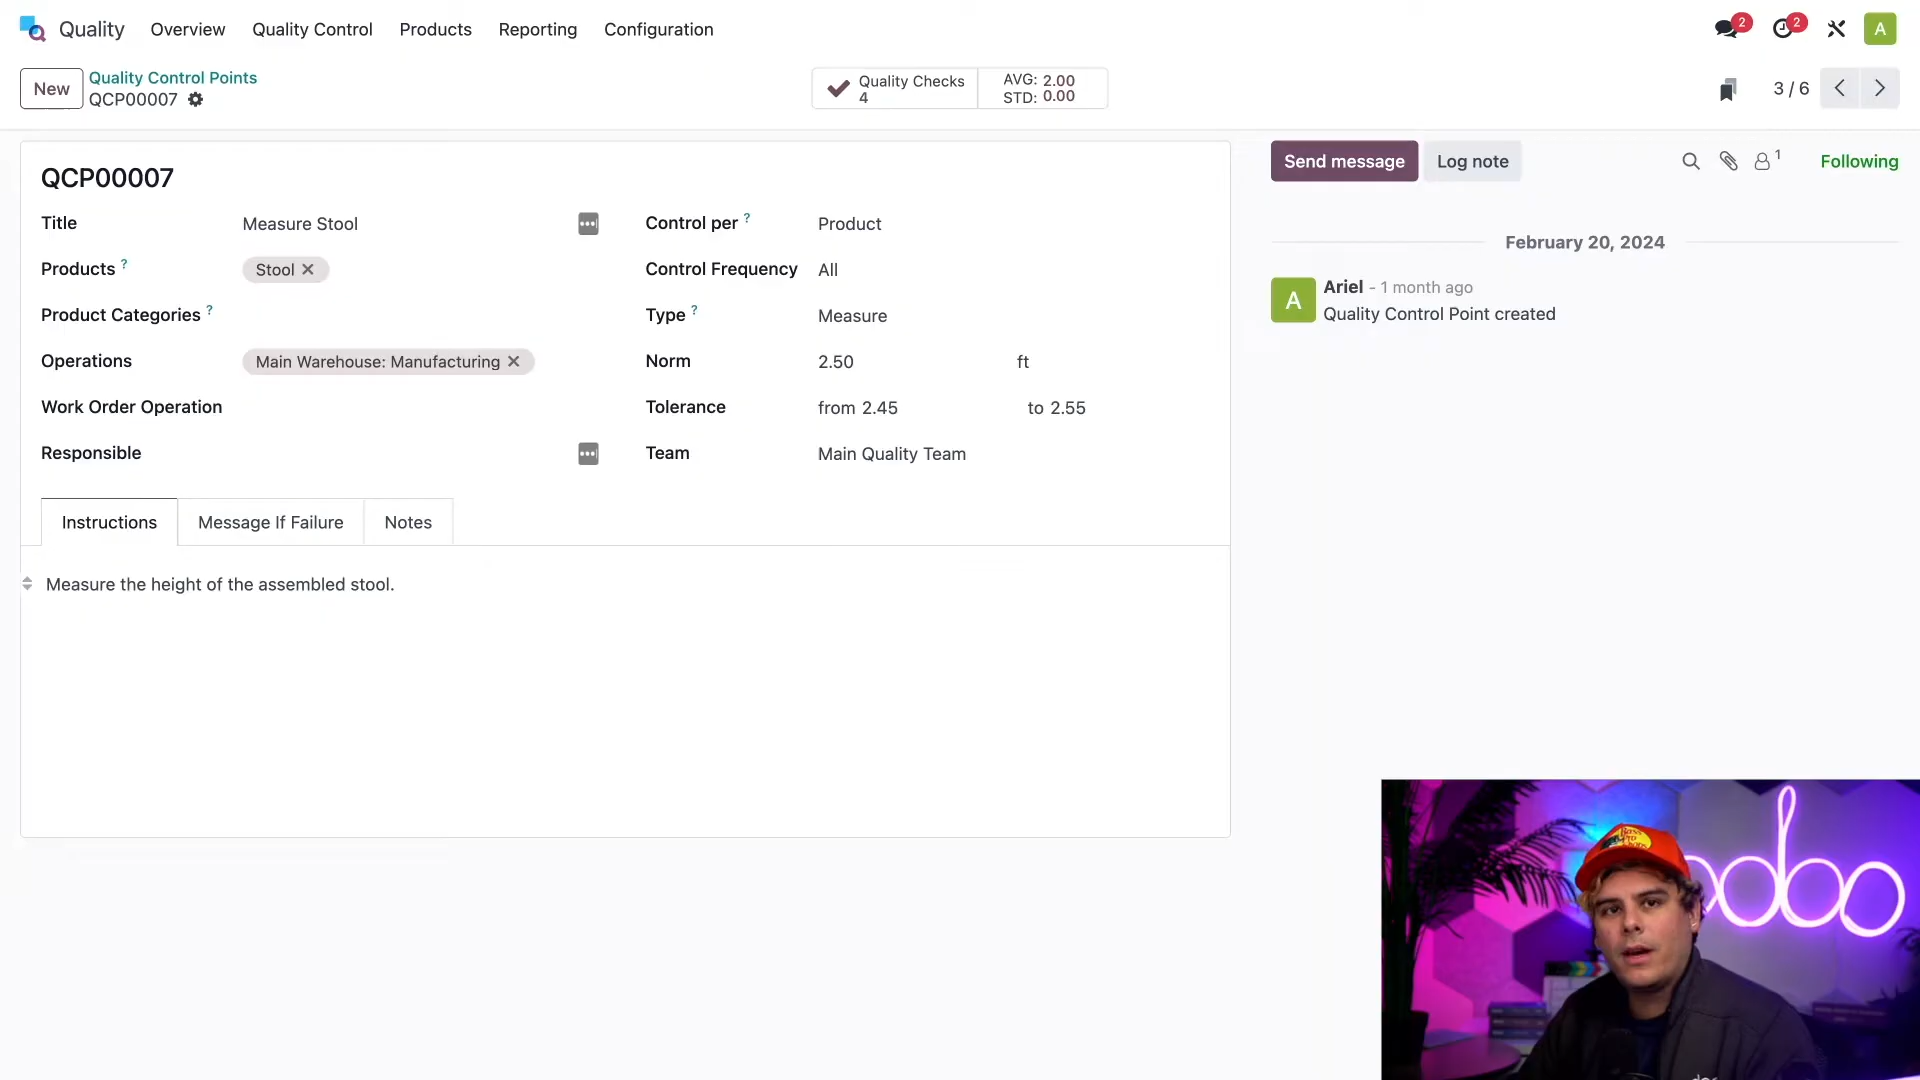 Quality Overview Quality Control Products Reporting Configuration 2 2 A
New Quality Control Points
QCP00007
Quality Checks
4
AVG: 2.00
STD: 0.00
3 / 6
QCP00007
Title Measure Stool
Control per ? Product
Products ? Stool
Control Frequency All
Product Categories ?
Type ? Measure
Operations Main Warehouse: Manufacturing
Norm 2.50 ft
Work Order Operation
Tolerance from 2.45 to 2.55
Responsible
Team Main Quality Team
Instructions Message If Failure Notes
Measure the height of the assembled stool.
Send message Log note 1 Following
February 20, 2024
A Ariel - 1 month ago
Quality Control Point created
Bass
Pro
Shops
odoo